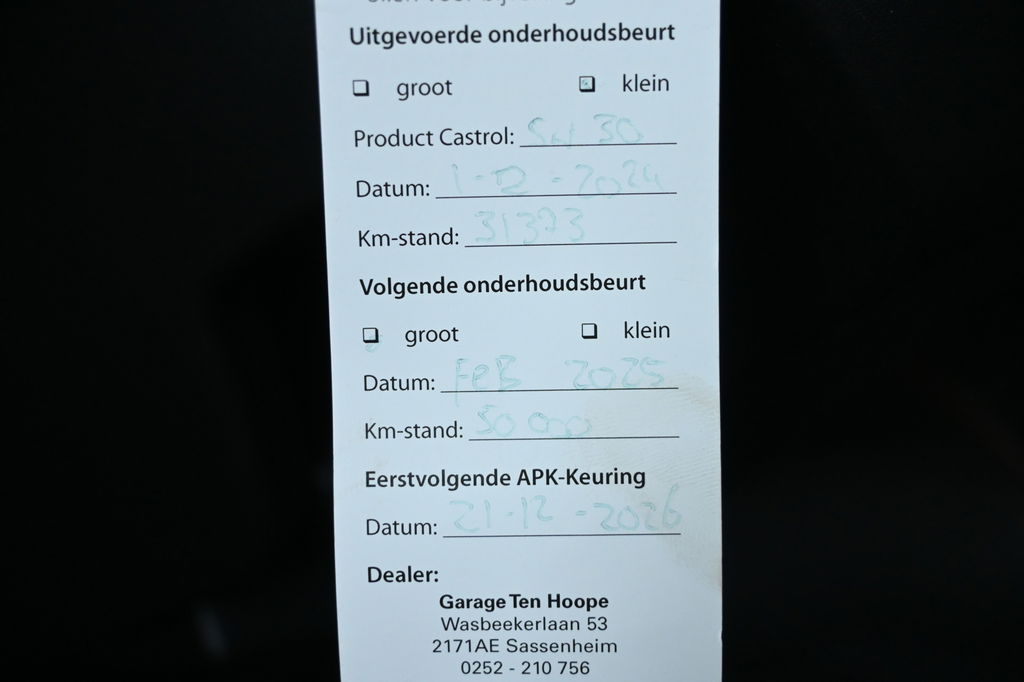 Uitgevoerde onderhoudsbeurt
groot klein
Product Castrol: 5W 30
Datum: 1-12-2024
Km-stand: 31373
Volgende onderhoudsbeurt
groot klein
Datum: FEB 2025
Km-stand: 50 000
Eerstvolgende APK-Keuring
Datum: 21-12-2026
Dealer:
Garage Ten Hoope
Wasbeekerlaan 53
2171AE Sassenheim
0252 - 210 756